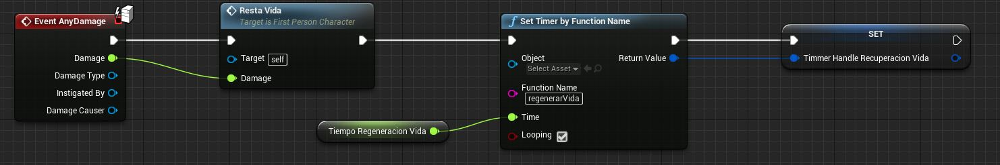 Event AnyDamage
Damage
Damage Type
Instigated By
Damage Causer
Resta Vida
Target is First Person Character
Target self
Damage
Tiempo Regeneracion Vida
Set Timer by Function Name
Object
Select Asset
Return Value
Function Name
regenerarVida
Time
Looping
SET
Timmer Handle Recuperacion Vida